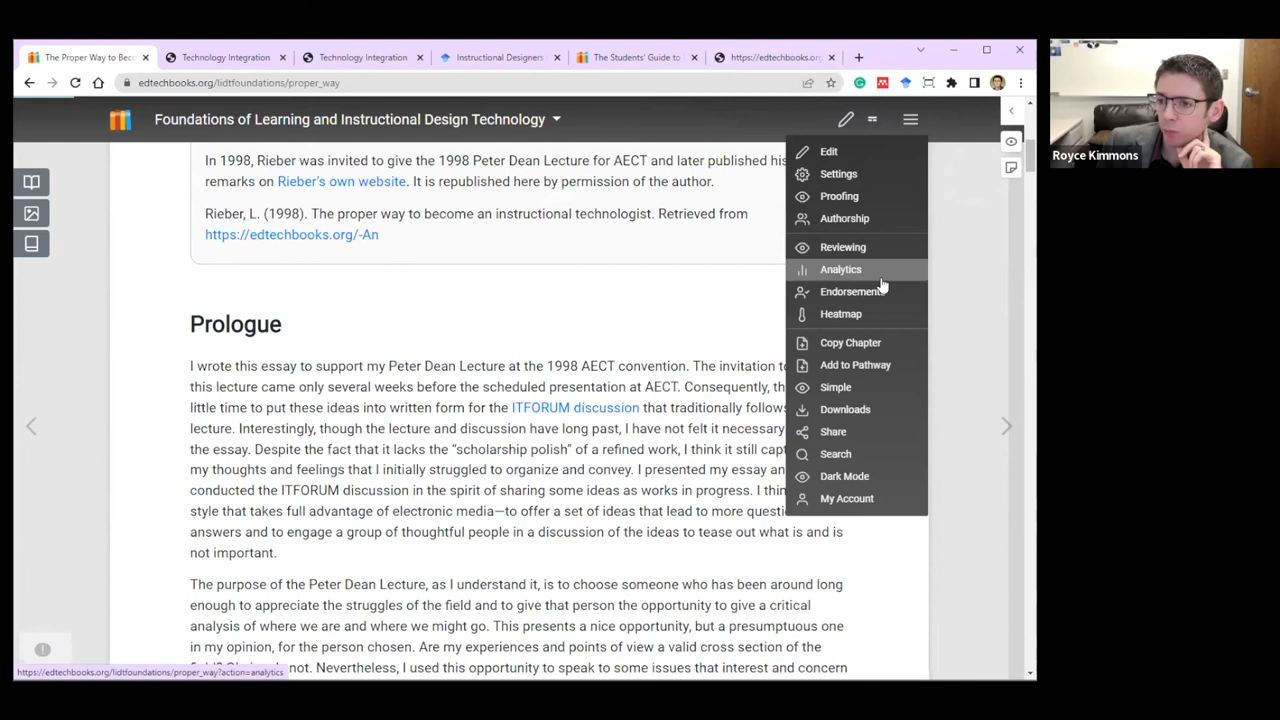 The Proper Way to Beco
Technology Integration
Technology Integration
Instructional Designers
The Students' Guide to
https://edtechbooks.org
edtechbooks.org/lidtfoundations/proper_way
Royce Kimmons
Foundations of Learning and Instructional Design Technology
In 1998, Rieber was invited to give the 1998 Peter Dean Lecture for AECT and later published his
remarks on Rieber's own website. It is republished here by permission of the author.
Rieber, L. (1998). The proper way to become an instructional technologist. Retrieved from
https://edtechbooks.org/-An
Edit
Settings
Proofing
Authorship
Reviewing
Analytics
Endorsements
Heatmap
Copy Chapter
Add to Pathway
Simple
Downloads
Share
Search
Dark Mode
My Account
Prologue
I wrote this essay to support my Peter Dean Lecture at the 1998 AECT convention. The invitation to
this lecture came only several weeks before the scheduled presentation at AECT. Consequently, th
little time to put these ideas into written form for the ITFORUM discussion that traditionally follows
lecture. Interestingly, though the lecture and discussion have long past, I have not felt it necessary
the essay. Despite the fact that it lacks the “scholarship polish” of a refined work, I think it still capt
my thoughts and feelings that I initially struggled to organize and convey. I presented my essay an
conducted the ITFORUM discussion in the spirit of sharing some ideas as works in progress. I thin
style that takes full advantage of electronic media—to offer a set of ideas that lead to more quest
answers and to engage a group of thoughtful people in a discussion of the ideas to tease out what is and is
not important.
The purpose of the Peter Dean Lecture, as I understand it, is to choose someone who has been around long
enough to appreciate the struggles of the field and to give that person the opportunity to give a critical
analysis of where we are and where we might go. This presents a nice opportunity, but a presumptuous one
in my opinion, for the person chosen. Are my experiences and points of view a valid cross section of the
not. Nevertheless, I used this opportunity to speak to some issues that interest and concern
https://edtechbooks.org/lidtfoundations/proper_way?action=analytics